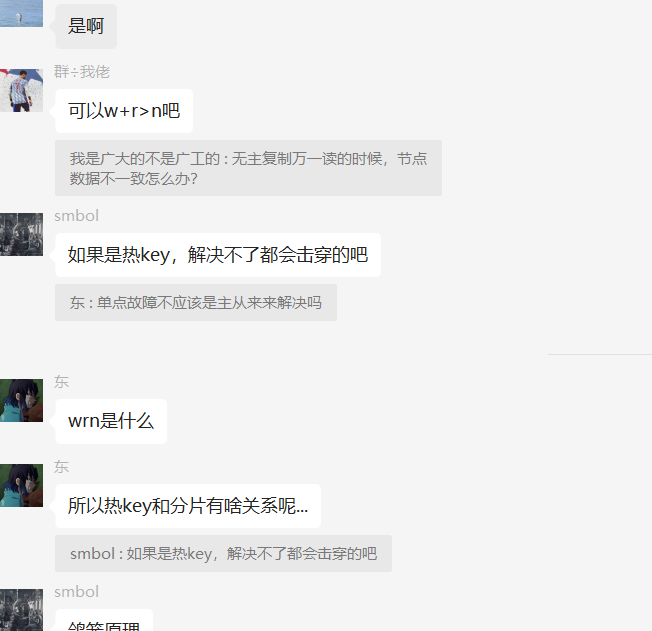 是啊
群÷我佬
可以w+r>n吧
我是广大的不是广工的 : 无主复制万一读的时候，节点
数据不一致怎么办?
smbol
如果是热key，解决不了都会击穿的吧
东 : 单点故障不应该是主从来来解决吗
东
wrn是什么
东
所以热key和分片有啥关系呢...
smbol : 如果是热key，解决不了都会击穿的吧
smbol
鸽笼原理